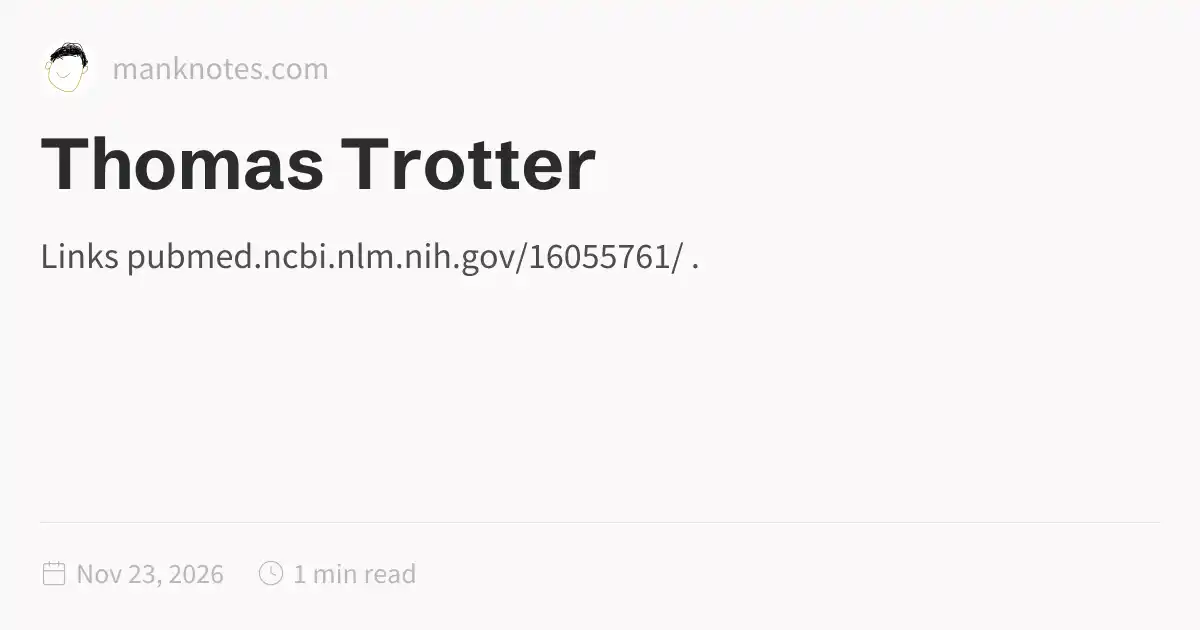 manknotes.com
Thomas Trotter
Links pubmed.ncbi.nlm.nih.gov/16055761/ .
Nov 23, 2026 1 min read